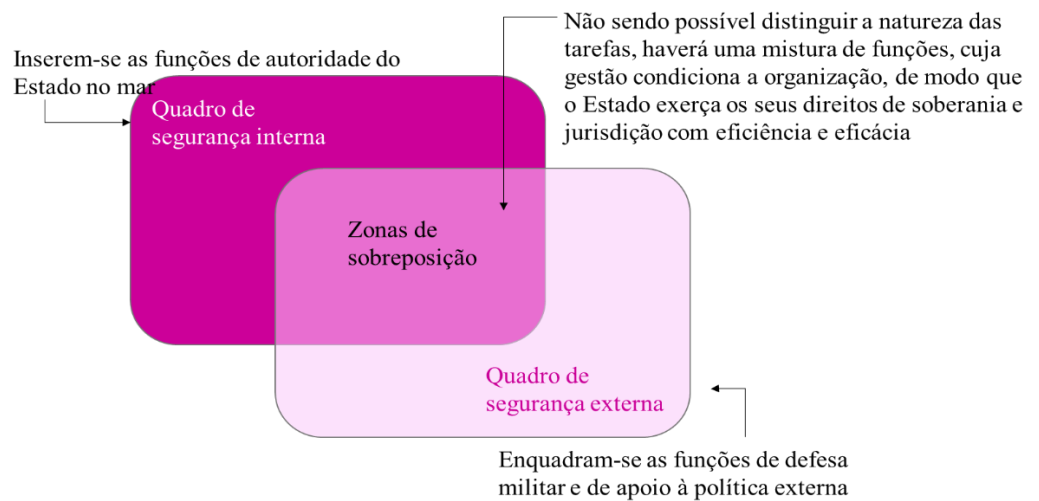 Inserem-se as funções de autoridade do
Estado no mar
Quadro de
segurança interna
Não sendo possível distinguir a natureza das
tarefas, haverá uma mistura de funções, cuja
gestão condiciona a organização, de modo que
o Estado exerça os seus direitos de soberania e
jurisdição com eficiência e eficácia
Zonas de
sobreposição
Quadro de
segurança externa
Enquadram-se as funções de defesa
militar e de apoio à política externa